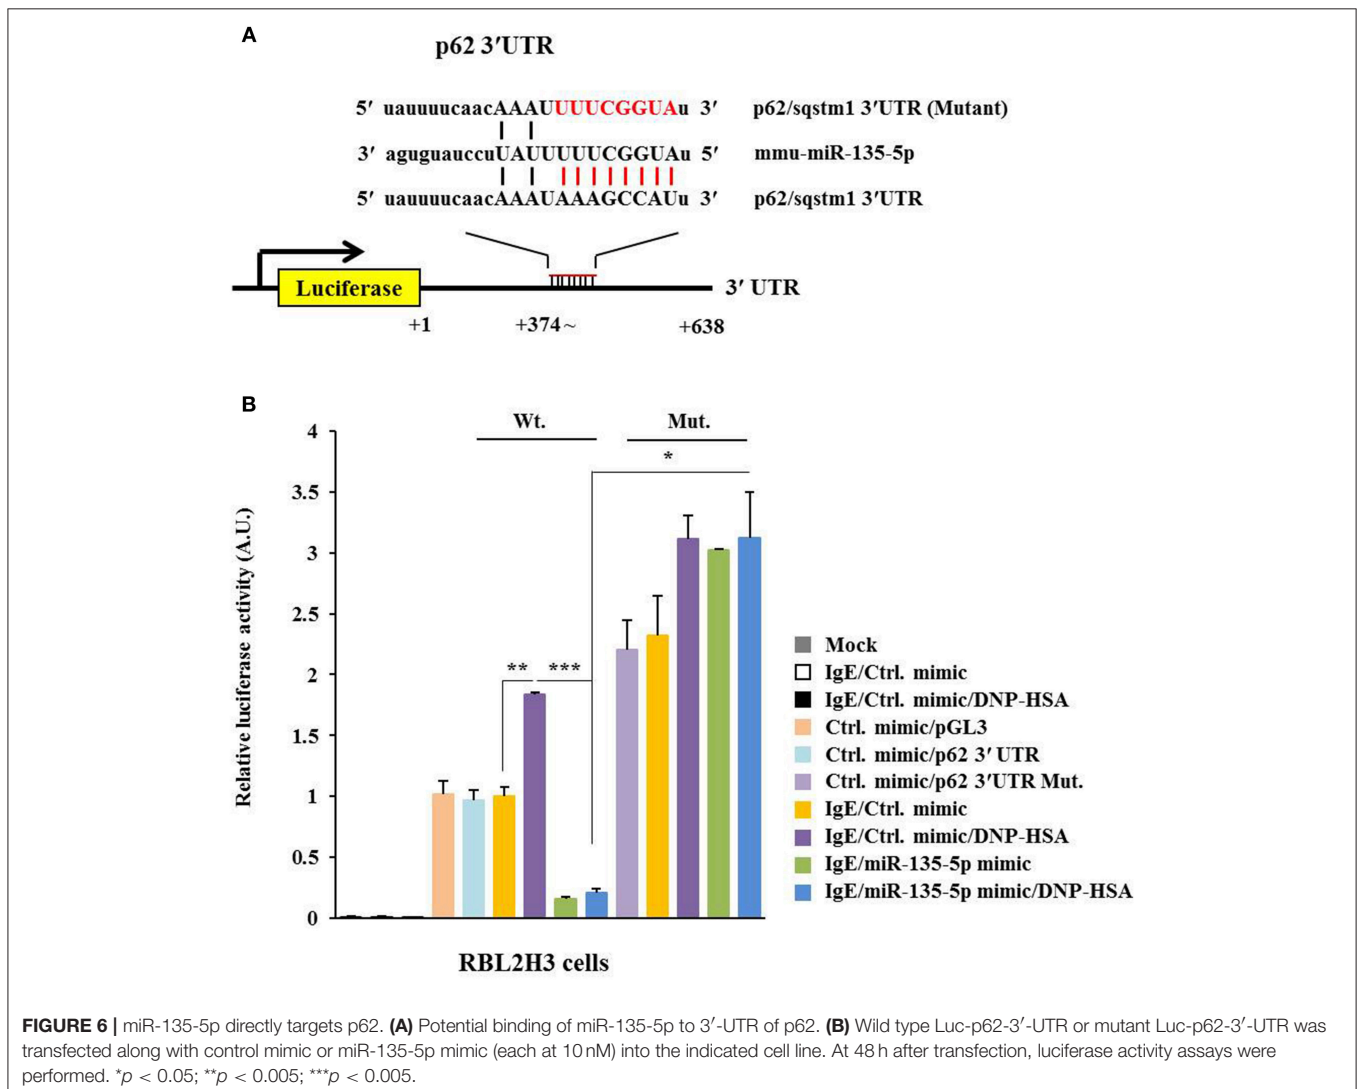 A
p62 3′UTR
5′ uauuuucaacAAAUUUUCGGUAu 3′ p62/sqstm1 3′UTR (Mutant)
3′ aguguauccuUAUUUUUCGGUAu 5′ mmu-miR-135-5p
5′ uauuuucaacAAAUAAAGCCAUu 3′ p62/sqstm1 3′UTR
Luciferase
3′ UTR
+1
+374~
+638
B
Wt.
Mut.
4
3.5
3
2.5
2
1.5
1
0.5
0
Relative luciferase activity (A.U.)
*
**
***
Mock
IgE/Ctrl. mimic
IgE/Ctrl. mimic/DNP-HSA
Ctrl. mimic/pGL3
Ctrl. mimic/p62 3′ UTR
Ctrl. mimic/p62 3′UTR Mut.
IgE/Ctrl. mimic
IgE/Ctrl. mimic/DNP-HSA
IgE/miR-135-5p mimic
IgE/miR-135-5p mimic/DNP-HSA
RBL2H3 cells
FIGURE 6 | miR-135-5p directly targets p62. (A) Potential binding of miR-135-5p to 3′-UTR of p62. (B) Wild type Luc-p62-3′-UTR or mutant Luc-p62-3′-UTR was
transfected along with control mimic or miR-135-5p mimic (each at 10 nM) into the indicated cell line. At 48 h after transfection, luciferase activity assays were
performed. *p < 0.05; **p < 0.005; ***p < 0.005.